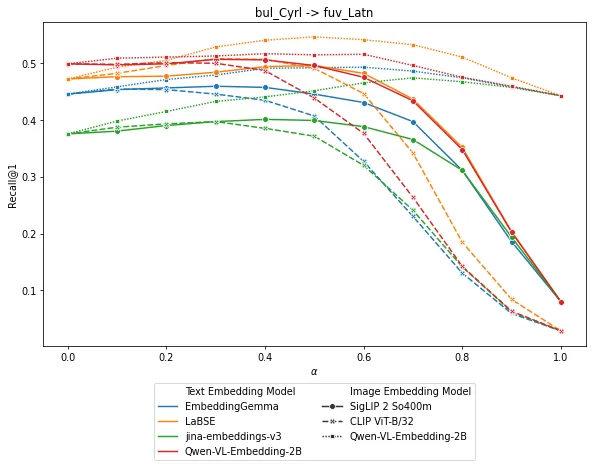 bul_Cyrl -> fuv_Latn
Recall@1
0.5
0.4
0.3
0.2
0.1
0.0 0.2 0.4 0.6 0.8 1.0
α
Text Embedding Model Image Embedding Model
EmbeddingGemma SigLIP 2 So400m
LaBSE CLIP ViT-B/32
jina-embeddings-v3 Qwen-VL-Embedding-2B
Qwen-VL-Embedding-2B